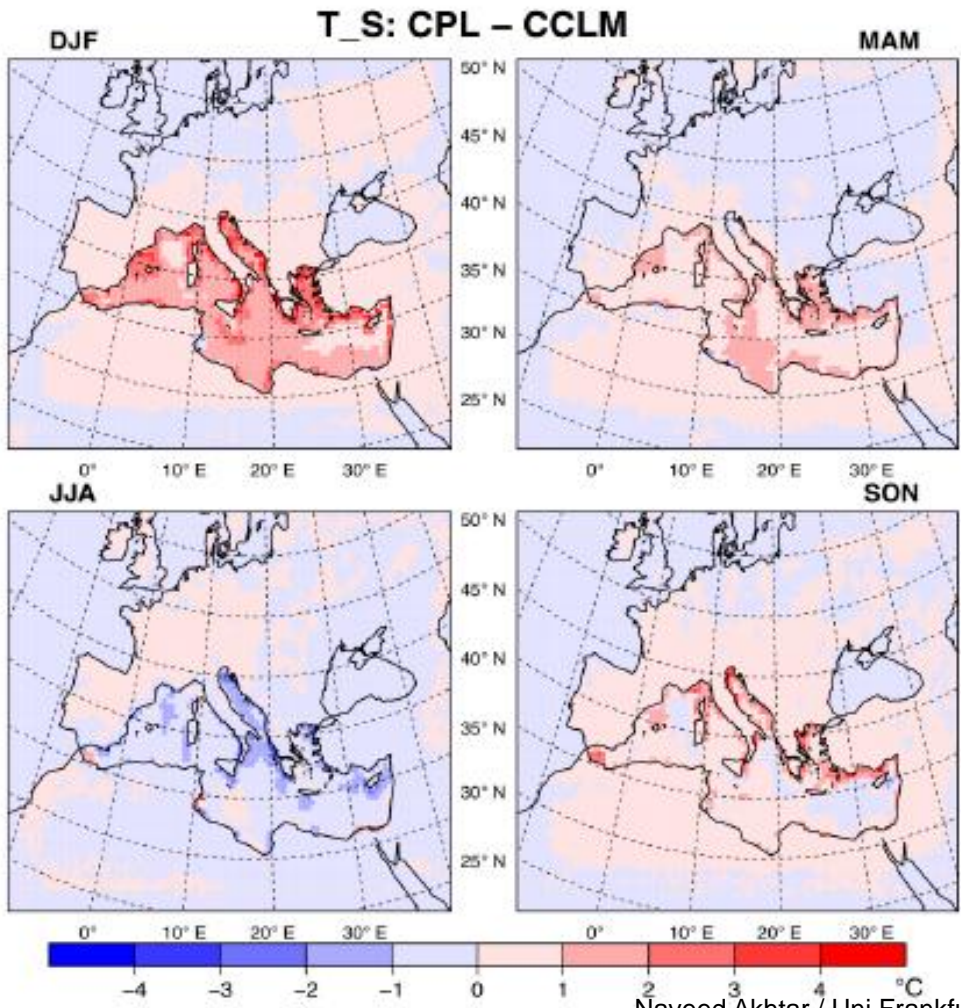 T_S: CPL – CCLM
DJF
MAM
50° N
45° N
40° N
35° N
30° N
25° N
0° 10° E 20° E 30° E
0° 10° E 20° E 30° E
JJA
SON
50° N
45° N
40° N
35° N
30° N
25° N
0° 10° E 20° E 30° E
0° 10° E 20° E 30° E
−4 −3 −2 −1 0 1 2 3 4 °C
Naveed Akhtar / Uni Frankfu